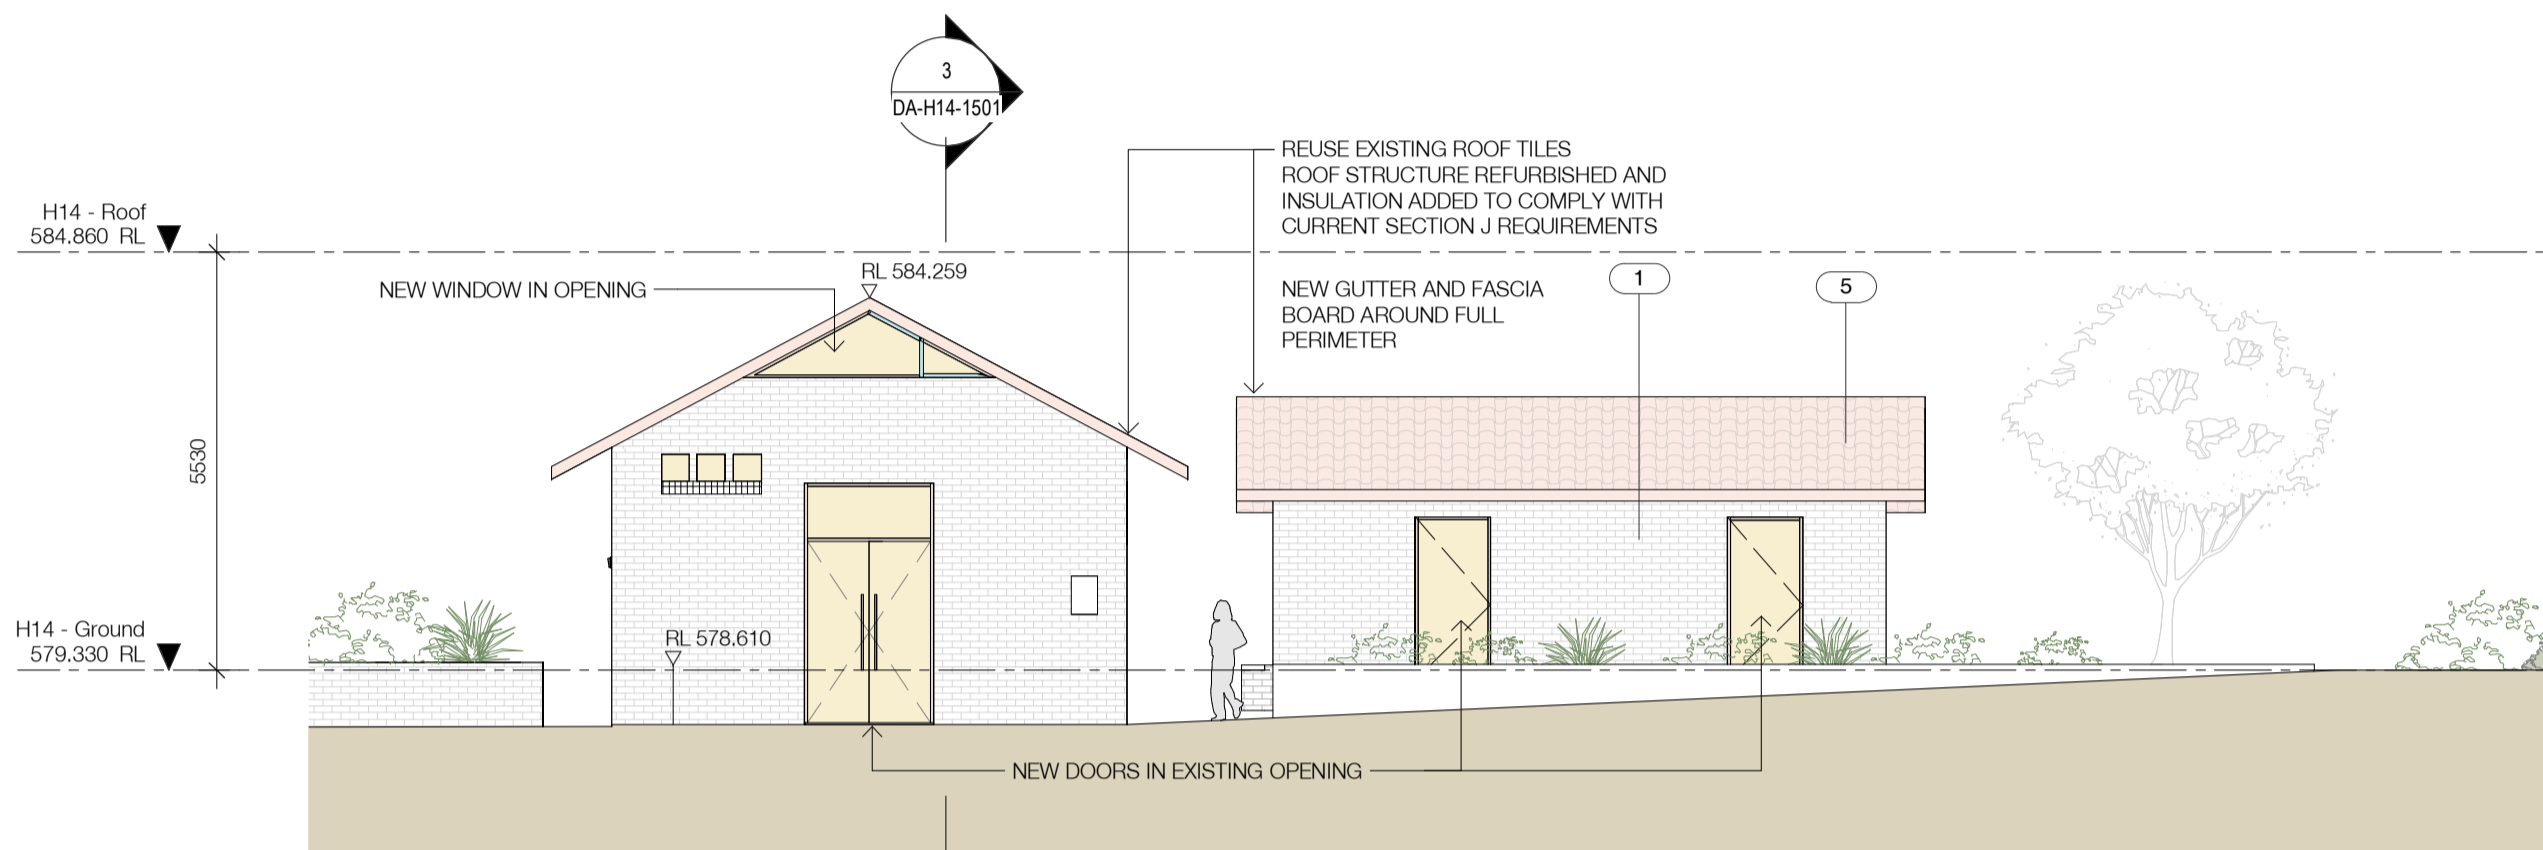 3
DA-H14-1501
REUSE EXISTING ROOF TILES
ROOF STRUCTURE REFURBISHED AND
INSULATION ADDED TO COMPLY WITH
CURRENT SECTION J REQUIREMENTS
H14 - Roof
584.860 RL
RL 584.259
NEW WINDOW IN OPENING
NEW GUTTER AND FASCIA
BOARD AROUND FULL
PERIMETER
1
5
5530
H14 - Ground
579.330 RL
RL 578.610
NEW DOORS IN EXISTING OPENING